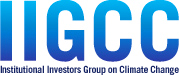 IIGCC
Institutional Investors Group on Climate Change